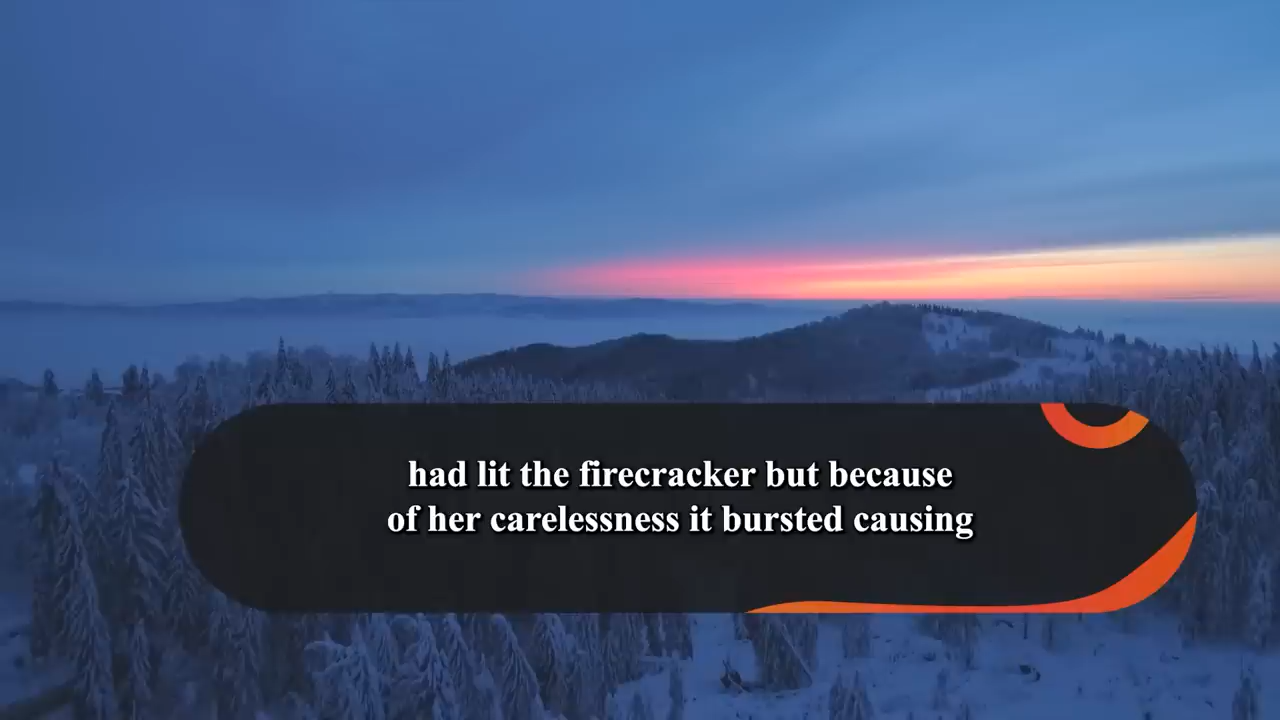 had lit the firecracker but because
of her carelessness it bursted causing